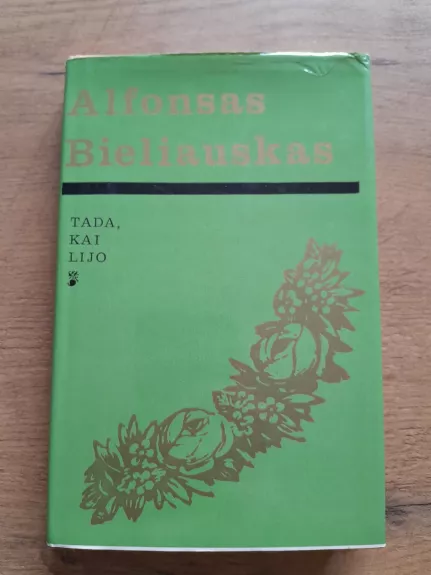 Alfonsas
Bieliauskas
TADA,
KAI
LIJO